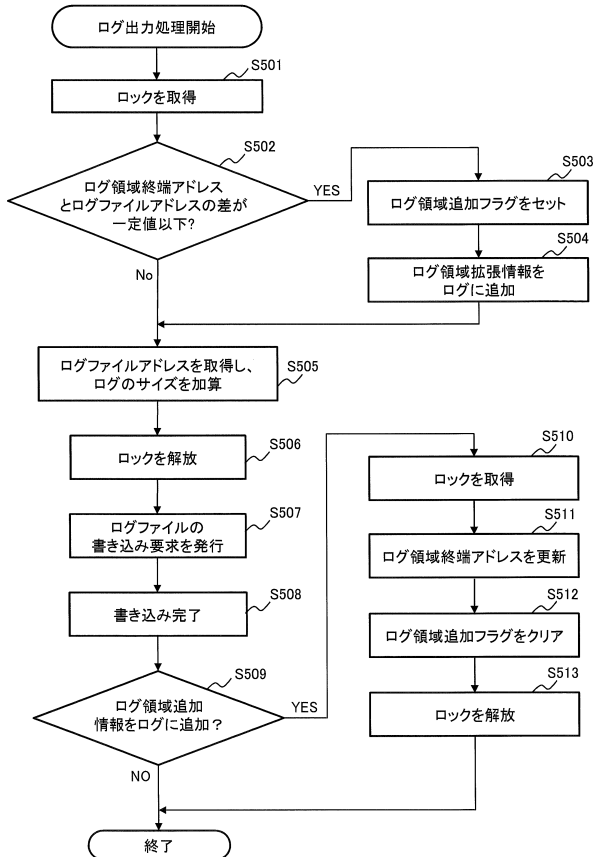 ログ出力処理開始
S501
ロックを取得
S502
ログ領域終端アドレス
とログファイルアドレスの差が
一定値以下?
YES
No
S503
ログ領域追加フラグをセット
S504
ログ領域拡張情報を
ログに追加
S505
ログファイルアドレスを取得し、
ログのサイズを加算
S506
ロックを解放
S507
ログファイルの
書き込み要求を発行
S508
書き込み完了
S509
ログ領域追加
情報をログに追加？
YES
NO
S510
ロックを取得
S511
ログ領域終端アドレスを更新
S512
ログ領域追加フラグをクリア
S513
ロックを解放
終了